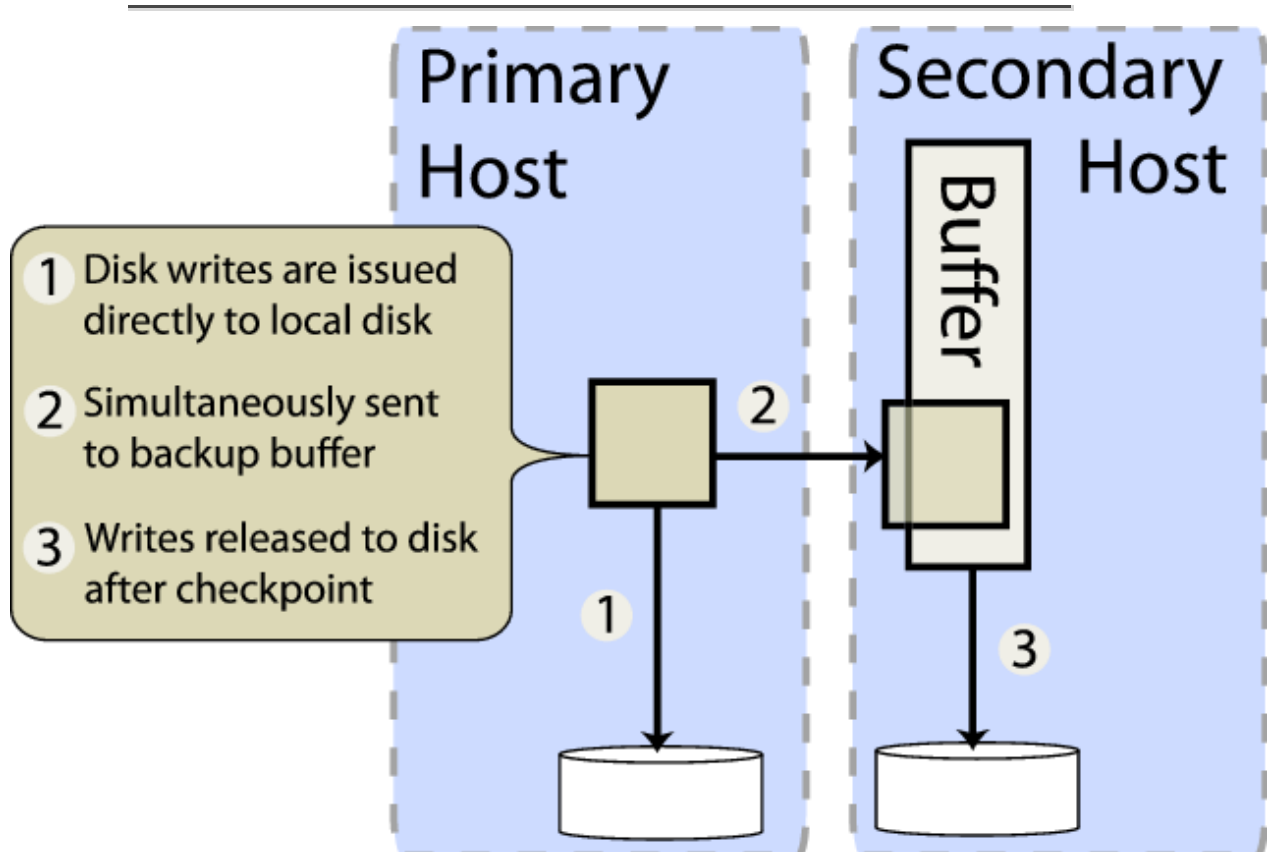 Primary
Host
Secondary
Host
Buffer
1 Disk writes are issued
directly to local disk
2 Simultaneously sent
to backup buffer
3 Writes released to disk
after checkpoint
2
1
3